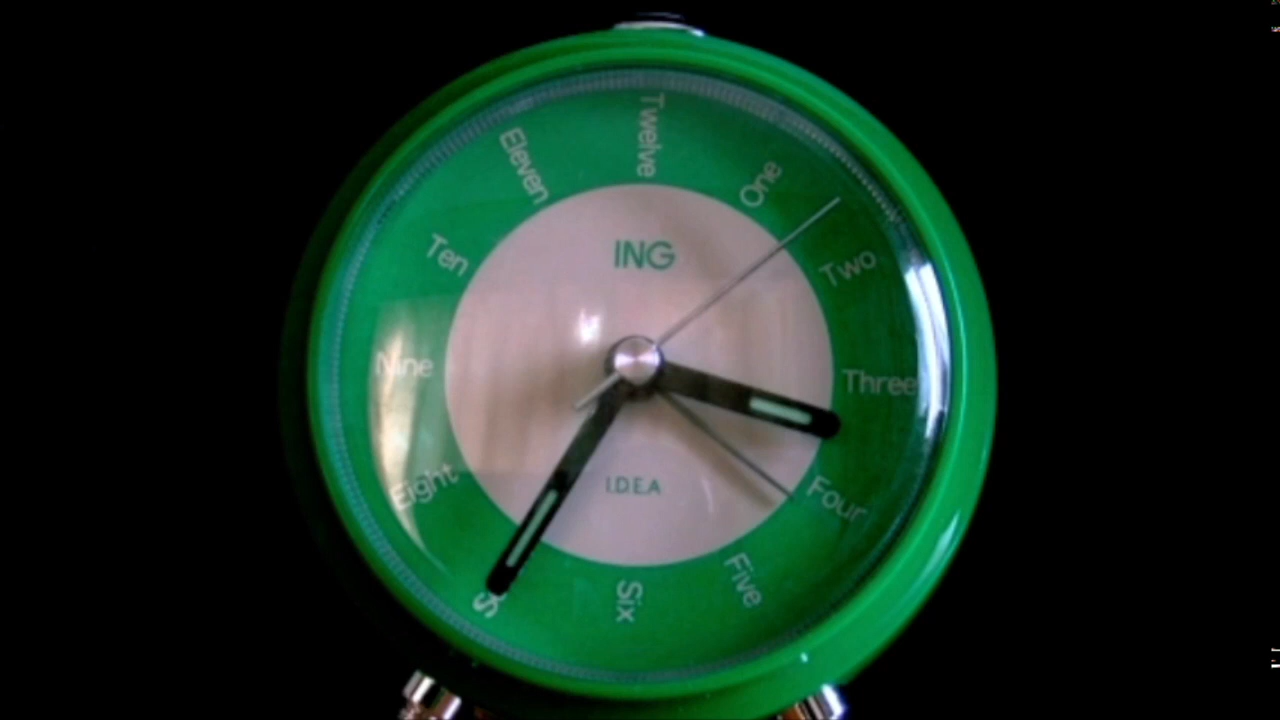 Twelve
One
Two
Three
Four
Five
Six
Eight
Nine
Ten
Eleven
ING
I.D.E.A